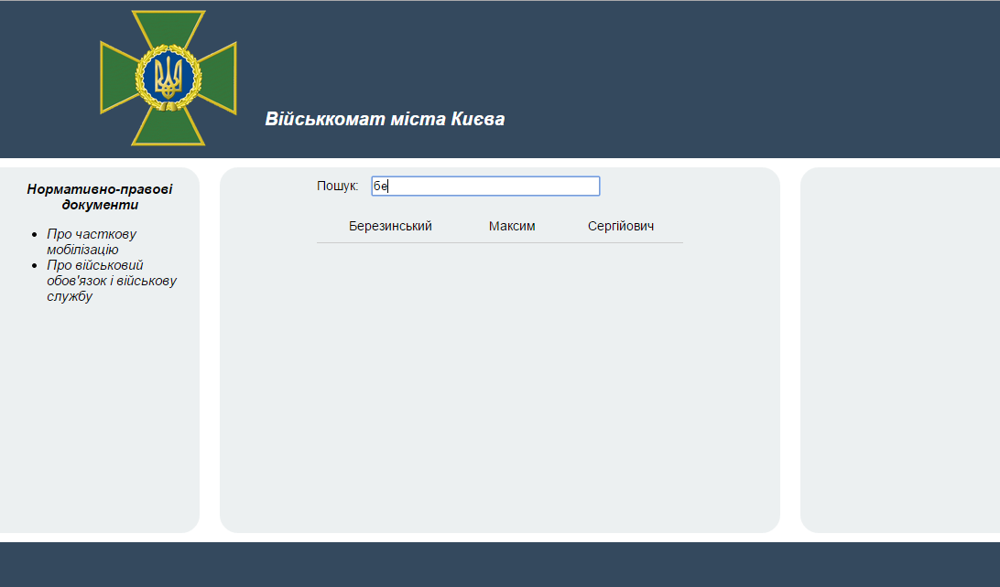 Військкомат міста Києва
Нормативно-правові
документи
Про часткову
мобілізацію
Про військовий
обов'язок і військову
службу
Пошук: бе
Березинський Максим Сергійович